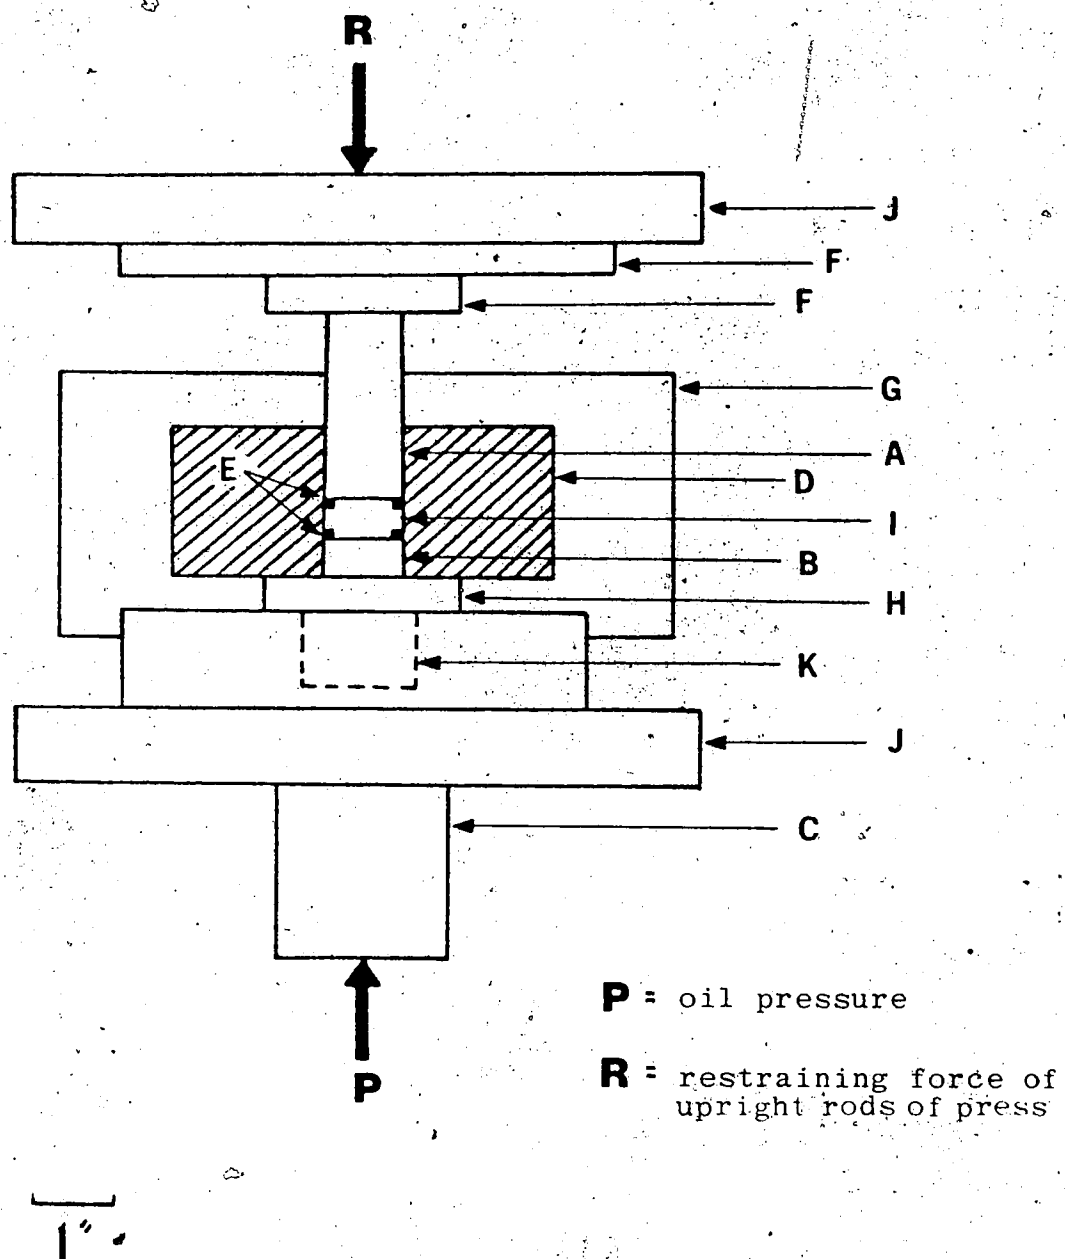 R
J
F
F
G
A
E
D
I
B
H
K
J
C
P = oil pressure
R = restraining force of
upright rods of press
P
1"